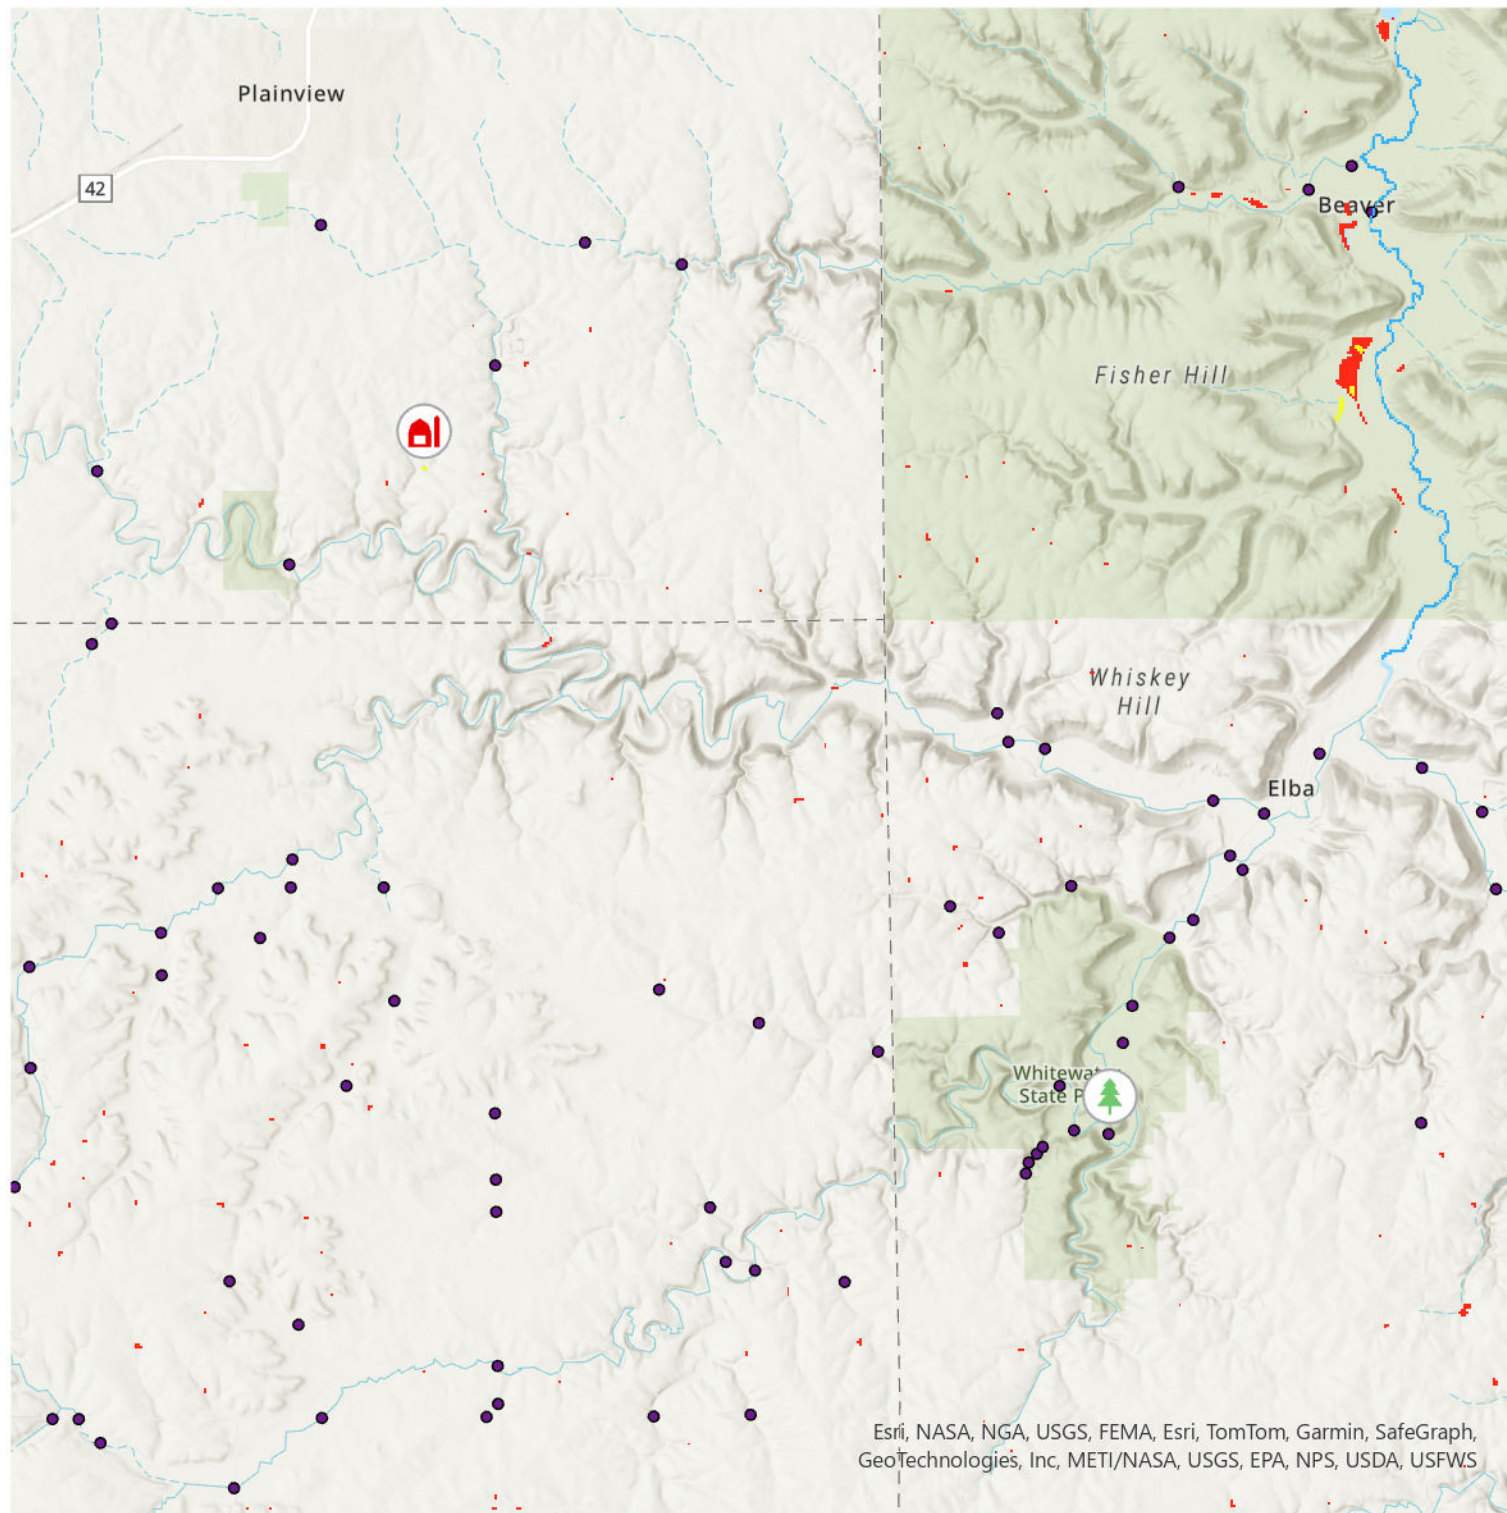 Plainview
42
Beaver
Fisher Hill
Whiskey
Hill
Elba
Whitewat
State P
Esri, NASA, NGA, USGS, FEMA, Esri, TomTom, Garmin, SafeGraph,
GeoTechnologies, Inc, METI/NASA, USGS, EPA, NPS, USDA, USFWS